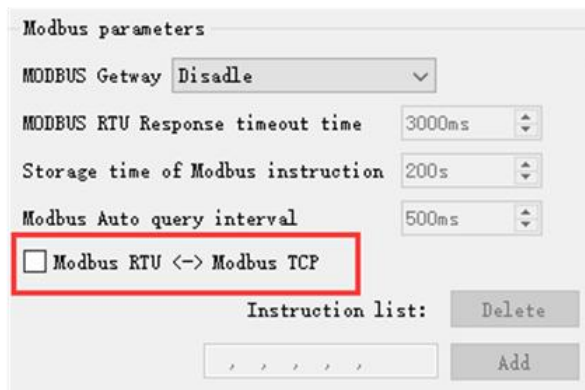 Modbus parameters
MODBUS Getway Disadle
MODBUS RTU Response timeout time 3000ms
Storage time of Modbus instruction 200s
Modbus Auto query interval 500ms
Modbus RTU <-> Modbus TCP
Instruction list: Delete
, , , , , Add